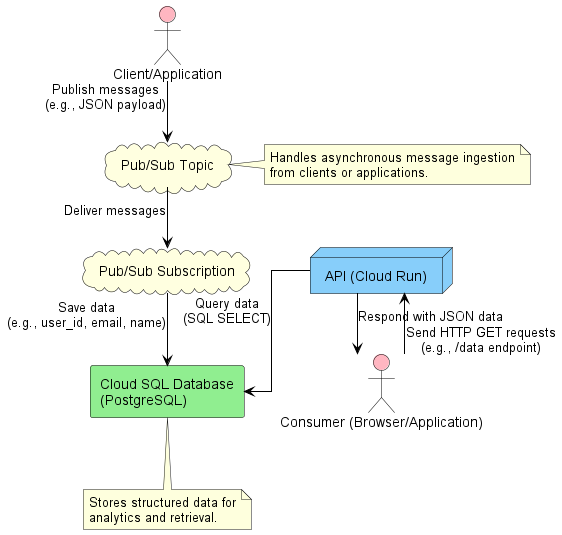 Client/Application
Publish messages
(e.g., JSON payload)
Pub/Sub Topic
Handles asynchronous message ingestion
from clients or applications.
Deliver messages
Pub/Sub Subscription
API (Cloud Run)
Save data
(e.g., user_id, email, name)
Query data
(SQL SELECT)
Respond with JSON data
Send HTTP GET requests
(e.g., /data endpoint)
Cloud SQL Database
(PostgreSQL)
Consumer (Browser/Application)
Stores structured data for
analytics and retrieval.